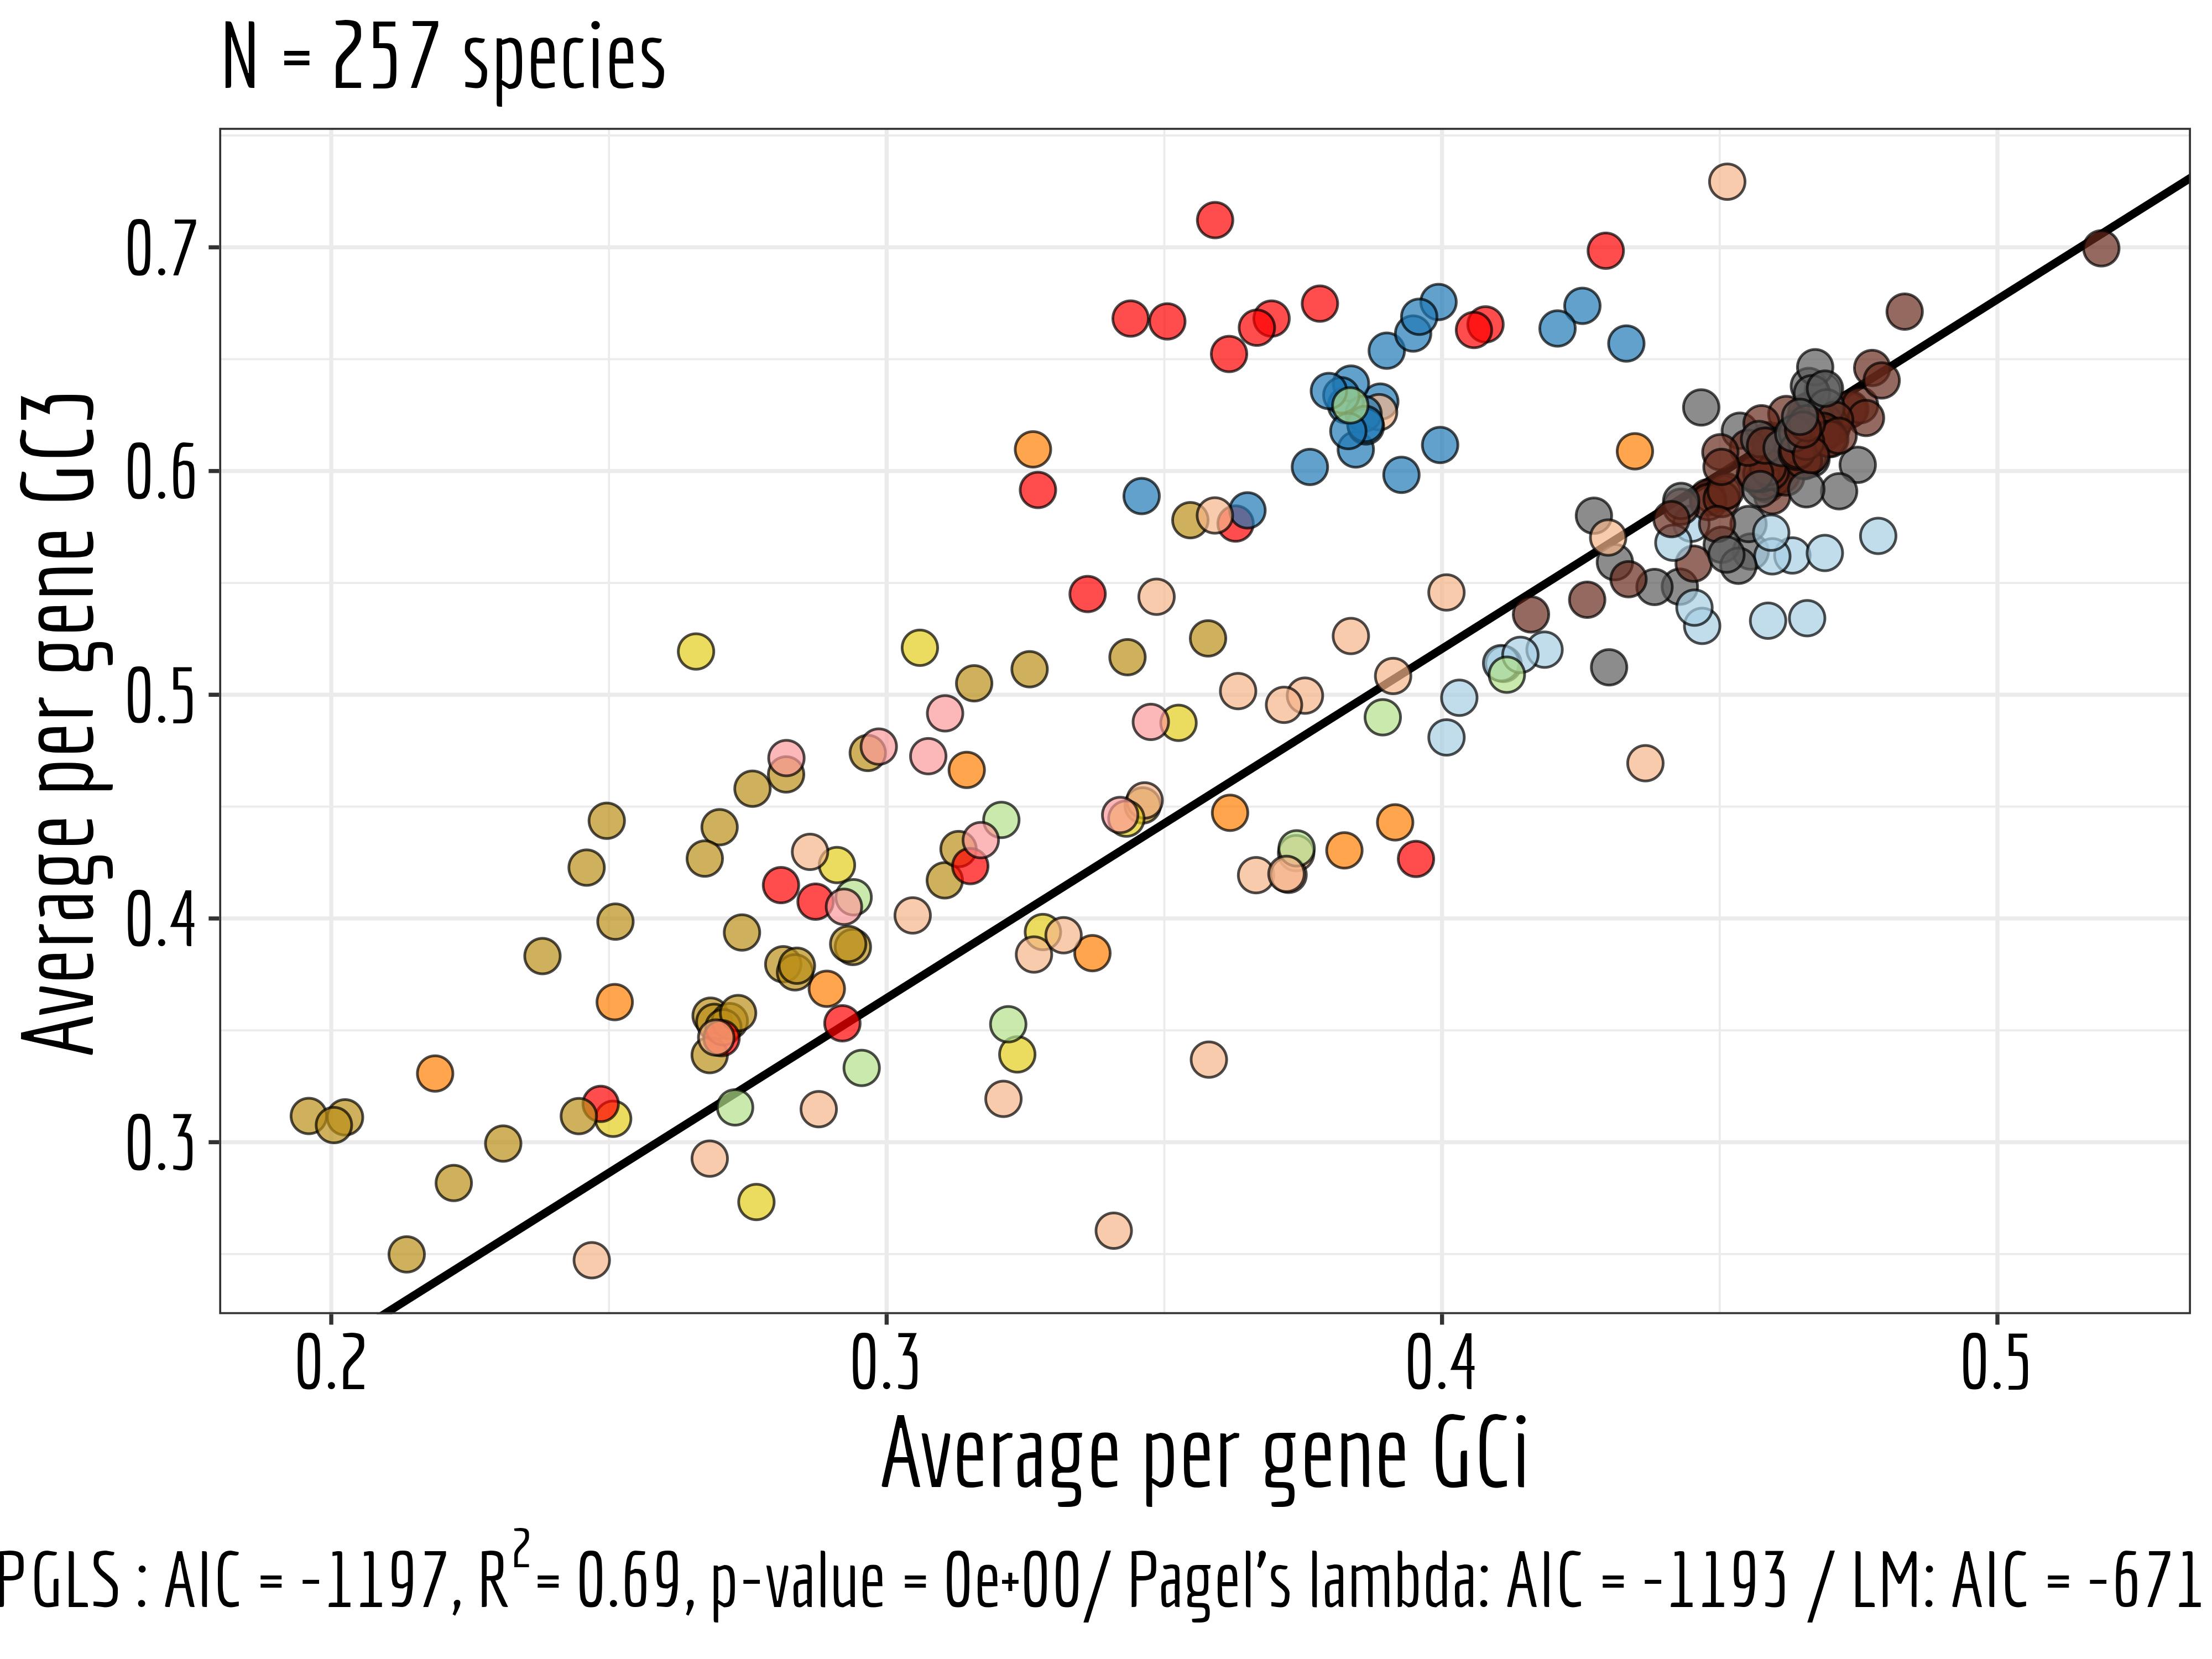 N = 257 species
Average per gene GC3
0.7
0.6
0.5
0.4
0.3
0.2 0.3 0.4 0.5
Average per gene GCi
PGLS : AIC = -1197, R²= 0.69, p-value = 0e+00/ Pagel's lambda: AIC = -1193 / LM: AIC = -671